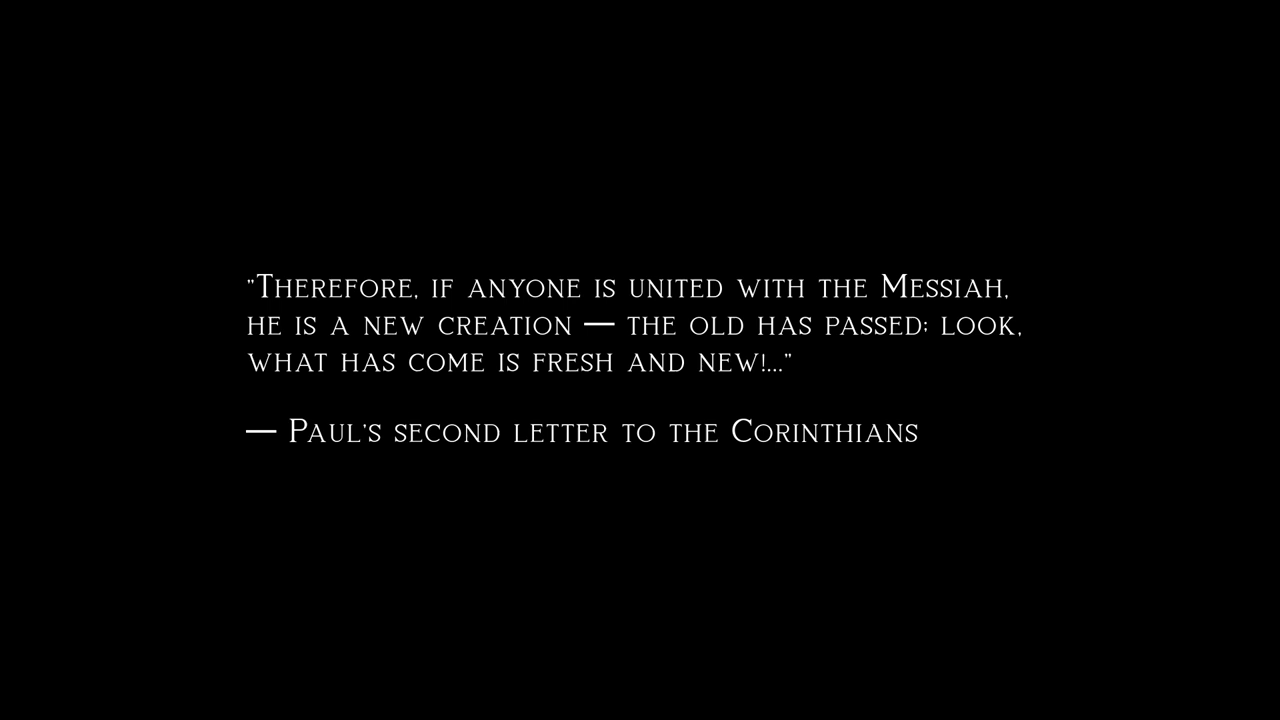 "Therefore, if anyone is united with the Messiah,
he is a new creation — the old has passed; look,
what has come is fresh and new!..."
— Paul's second letter to the Corinthians